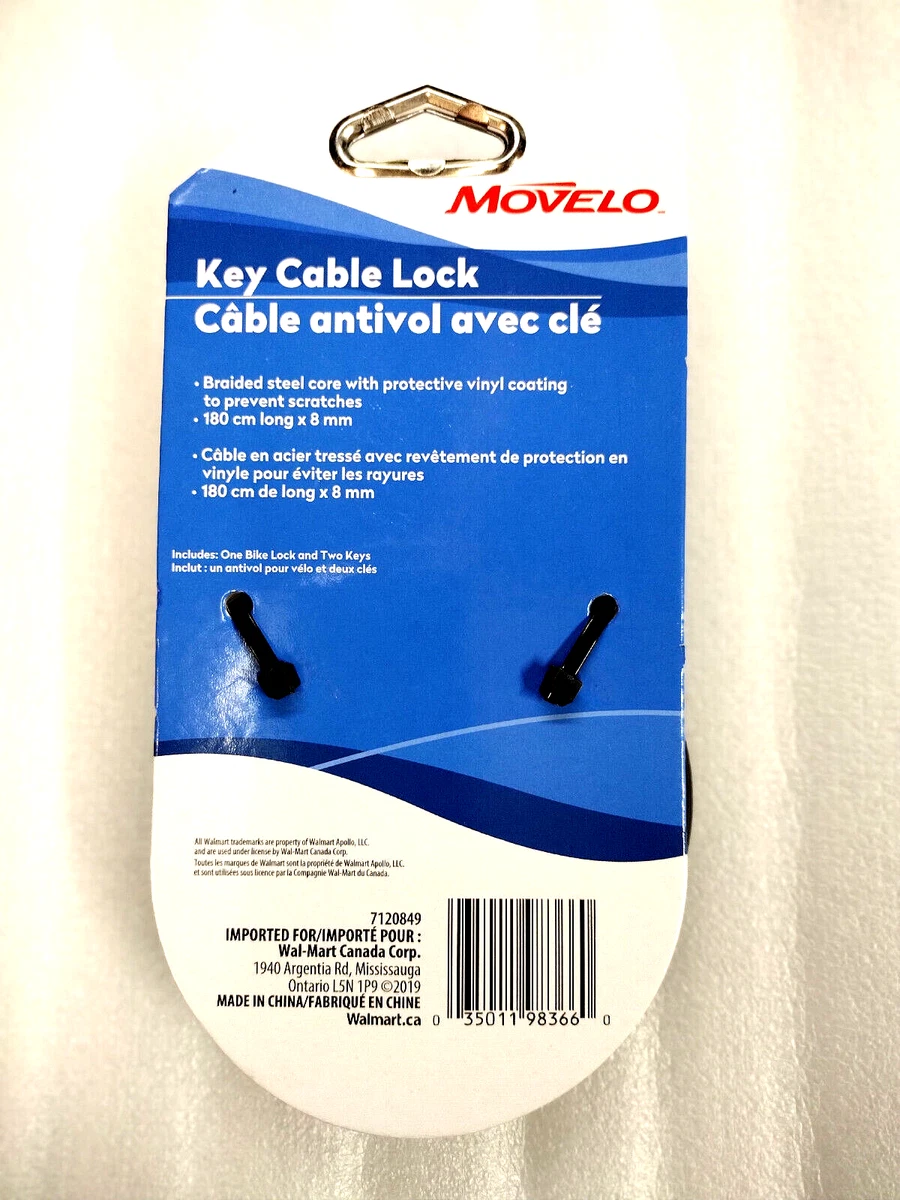 MOVELO
Key Cable Lock
Câble antivol avec clé
• Braided steel core with protective vinyl coating
to prevent scratches
• 180 cm long x 8 mm
• Câble en acier tressé avec revêtement de protection en
vinyle pour éviter les rayures
• 180 cm de long x 8 mm
Includes: One Bike Lock and Two Keys
Inclut : un antivol pour vélo et deux clés
All Walmart trademarks are property of Walmart Apollo, LLC.
and are used under license by Wal-Mart Canada Corp.
Toutes les marques de Walmart sont la propriété de Walmart Apollo, LLC.
et sont utilisées sous licence par la Compagnie Wal-Mart du Canada.
7120849
IMPORTED FOR/IMPORTÉ POUR :
Wal-Mart Canada Corp.
1940 Argentia Rd, Mississauga
Ontario L5N 1P9 ©2019
MADE IN CHINA/FABRIQUÉ EN CHINE
Walmart.ca
0 35011 98366 0